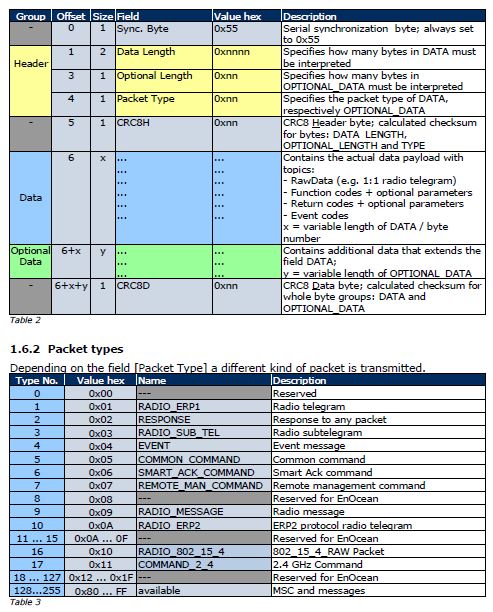 Group Offset Size Field Value hex Description
- 0 1 Sync. Byte 0x55 Serial synchronization byte; always set
to 0x55
Header 1 2 Data Length 0xnnnn Specifies how many bytes in DATA must
be interpreted
3 1 Optional Length 0xnn Specifies how many bytes in
OPTIONAL_DATA must be interpreted
4 1 Packet Type 0xnn Specifies the packet type of DATA,
respectively OPTIONAL_DATA
- 5 1 CRC8H 0xnn CRC8 Header byte; calculated checksum
for bytes: DATA_LENGTH,
OPTIONAL_LENGTH and TYPE
Data 6 x ... ... Contains the actual data payload with
... ... topics:
... ... - RawData (e.g. 1:1 radio telegram)
... ... - Function codes + optional parameters
... ... - Return codes + optional parameters
... ... - Event codes
x = variable length of DATA / byte
number
Optional 6+x y ... ... Contains additional data that extends the
Data ... ... field DATA;
... ... y = variable length of OPTIONAL_DATA
- 6+x+y 1 CRC8D 0xnn CRC8 Data byte; calculated checksum for
whole byte groups: DATA and
OPTIONAL_DATA
Table 2
1.6.2 Packet types
Depending on the field [Packet Type] a different kind of packet is transmitted.
Type No. Value hex Name Description
0 0x00 --- Reserved
1 0x01 RADIO_ERP1 Radio telegram
2 0x02 RESPONSE Response to any packet
3 0x03 RADIO_SUB_TEL Radio subtelegram
4 0x04 EVENT Event message
5 0x05 COMMON_COMMAND Common command
6 0x06 SMART_ACK_COMMAND Smart Ack command
7 0x07 REMOTE_MAN_COMMAND Remote management command
8 0x08 --- Reserved for EnOcean
9 0x09 RADIO_MESSAGE Radio message
10 0x0A RADIO_ERP2 ERP2 protocol radio telegram
11 ... 15 0x0A ... 0F --- Reserved for EnOcean
16 0x10 RADIO_802_15_4 802_15_4_RAW Packet
17 0x11 COMMAND_2_4 2.4 GHz Command
18 ... 127 0x12 ... 0x1F --- Reserved for EnOcean
128...255 0x80 ... FF available MSC and messages
Table 3